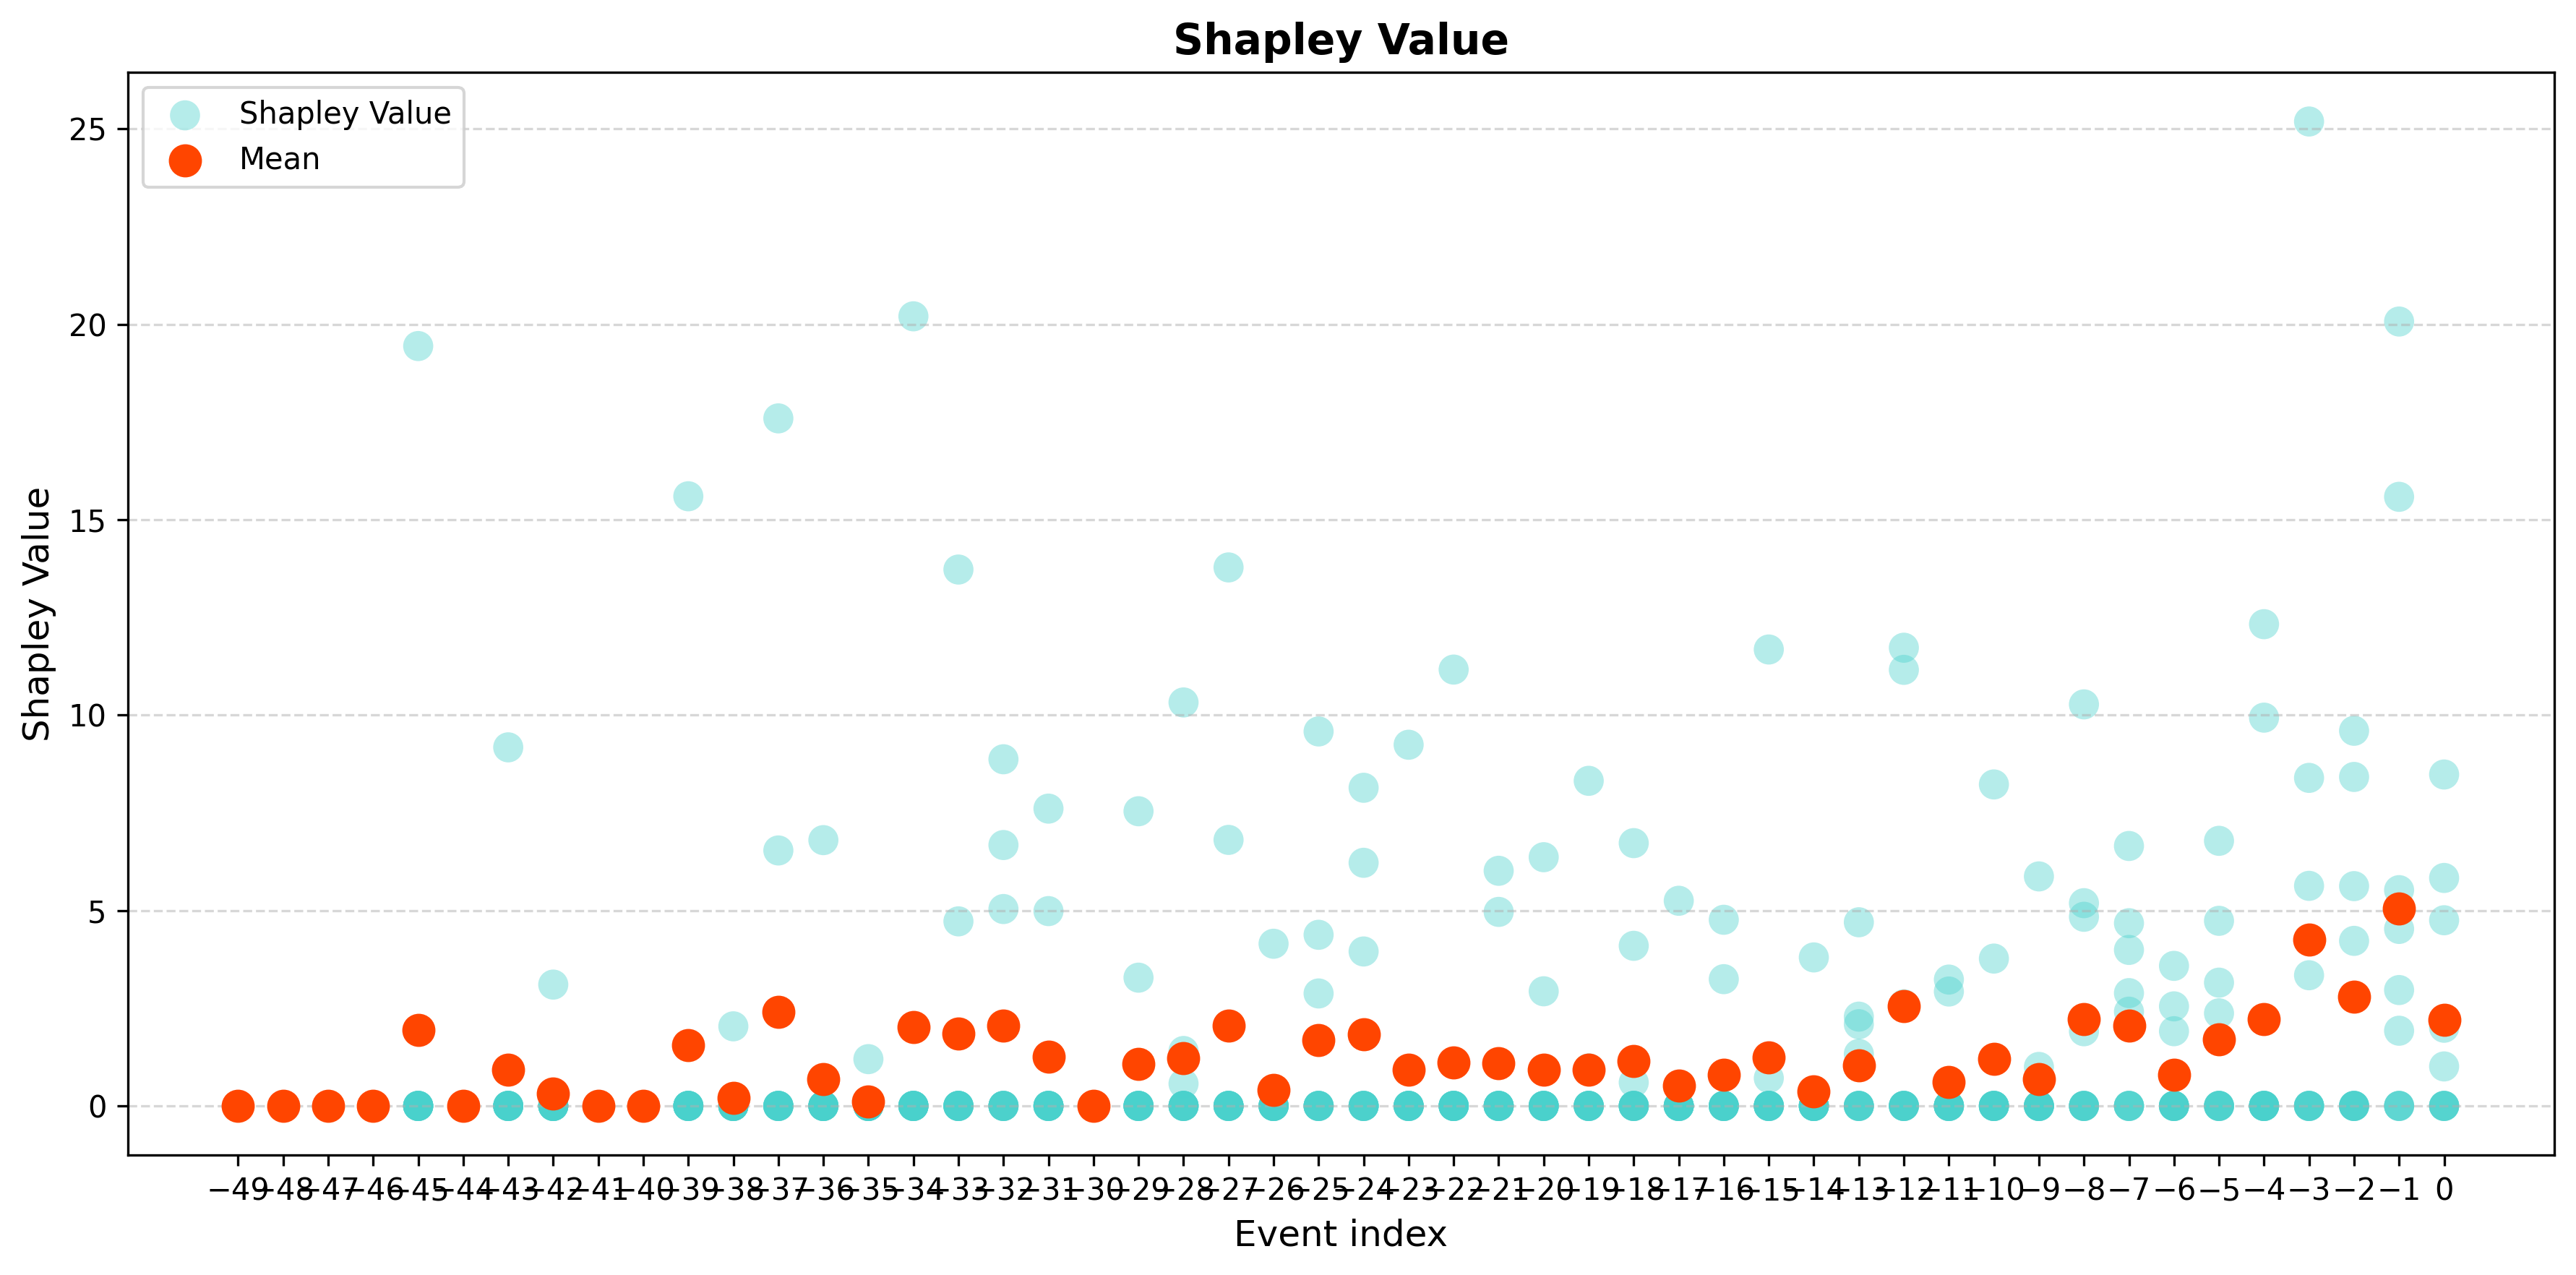 Shapley Value
Shapley Value
Mean
25
20
15
10
5
0
Shapley Value
−49 −48 −47 −46 −45 −44 −43 −42 −41 −40 −39 −38 −37 −36 −35 −34 −33 −32 −31 −30 −29 −28 −27 −26 −25 −24 −23 −22 −21 −20 −19 −18 −17 −16 −15 −14 −13 −12 −11 −10 −9 −8 −7 −6 −5 −4 −3 −2 −1 0
Event index